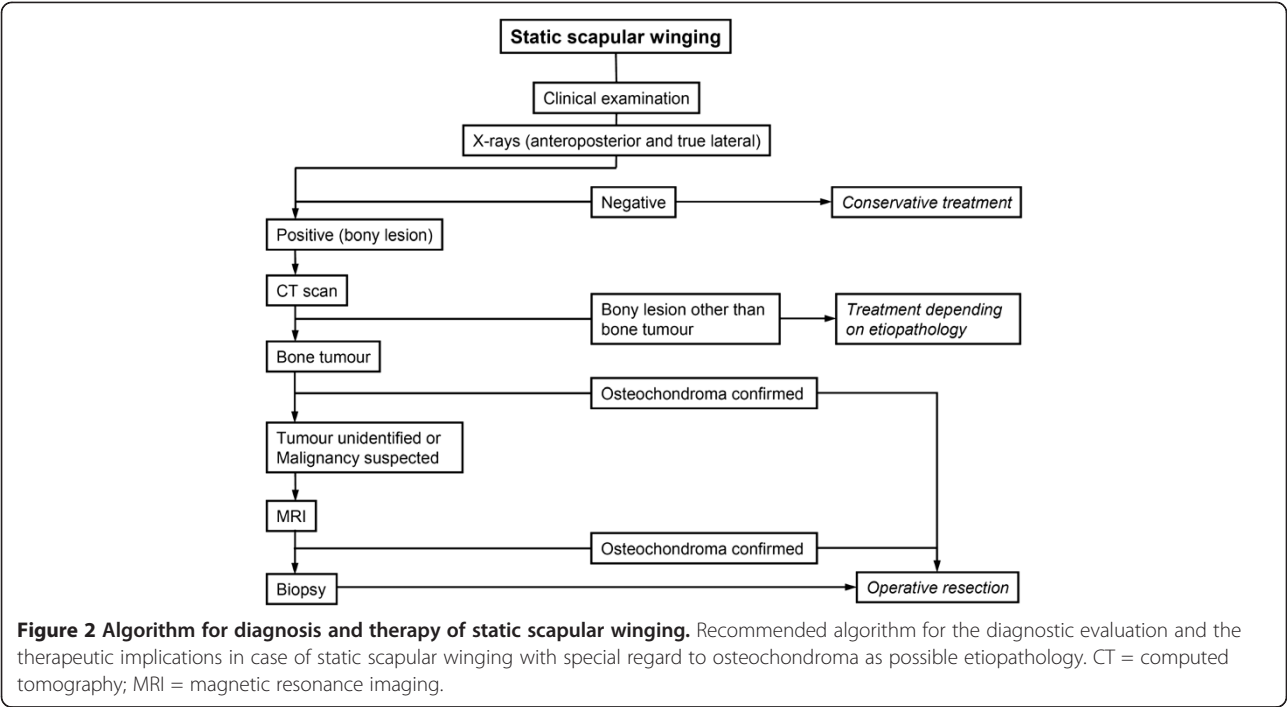 Static scapular winging
Clinical examination
X-rays (anteroposterior and true lateral)
Negative
Conservative treatment
Positive (bony lesion)
CT scan
Bony lesion other than
bone tumour
Treatment depending
on etiopathology
Bone tumour
Osteochondroma confirmed
Tumour unidentified or
Malignancy suspected
MRI
Osteochondroma confirmed
Biopsy
Operative resection
Figure 2 Algorithm for diagnosis and therapy of static scapular winging. Recommended algorithm for the diagnostic evaluation and the
therapeutic implications in case of static scapular winging with special regard to osteochondroma as possible etiopathology. CT = computed
tomography; MRI = magnetic resonance imaging.